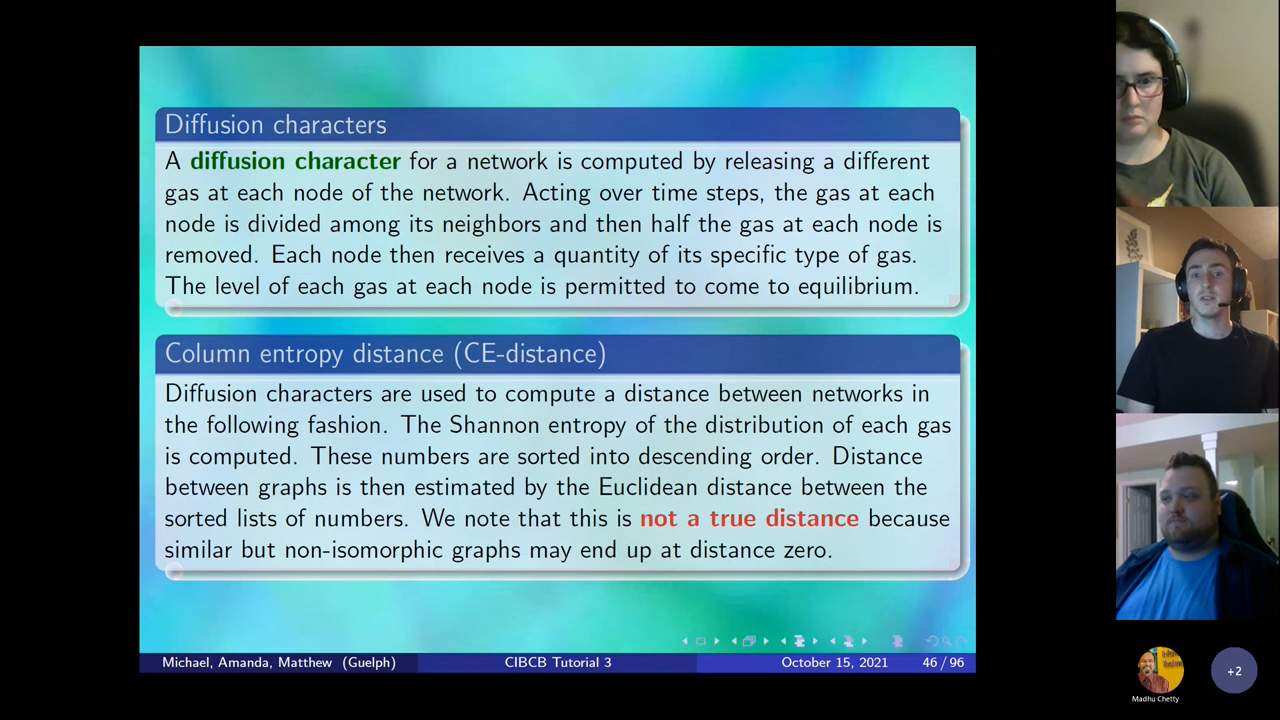 Diffusion characters
A diffusion character for a network is computed by releasing a different
gas at each node of the network. Acting over time steps, the gas at each
node is divided among its neighbors and then half the gas at each node is
removed. Each node then receives a quantity of its specific type of gas.
The level of each gas at each node is permitted to come to equilibrium.
Column entropy distance (CE-distance)
Diffusion characters are used to compute a distance between networks in
the following fashion. The Shannon entropy of the distribution of each gas
is computed. These numbers are sorted into descending order. Distance
between graphs is then estimated by the Euclidean distance between the
sorted lists of numbers. We note that this is not a true distance because
similar but non-isomorphic graphs may end up at distance zero.
Michael, Amanda, Matthew (Guelph) CIBCB Tutorial 3 October 15, 2021 46 / 96
Madhu Chetty
+2